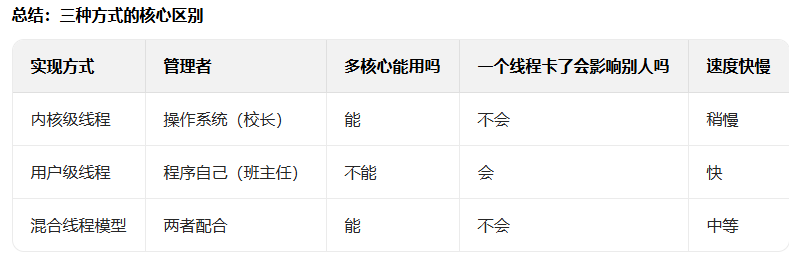 总结：三种方式的核心区别
实现方式 管理者 多核心能用吗 一个线程卡了会影响别人吗 速度快慢
内核级线程 操作系统（校长） 能 不会 稍慢
用户级线程 程序自己（班主任） 不能 会 快
混合线程模型 两者配合 能 不会 中等